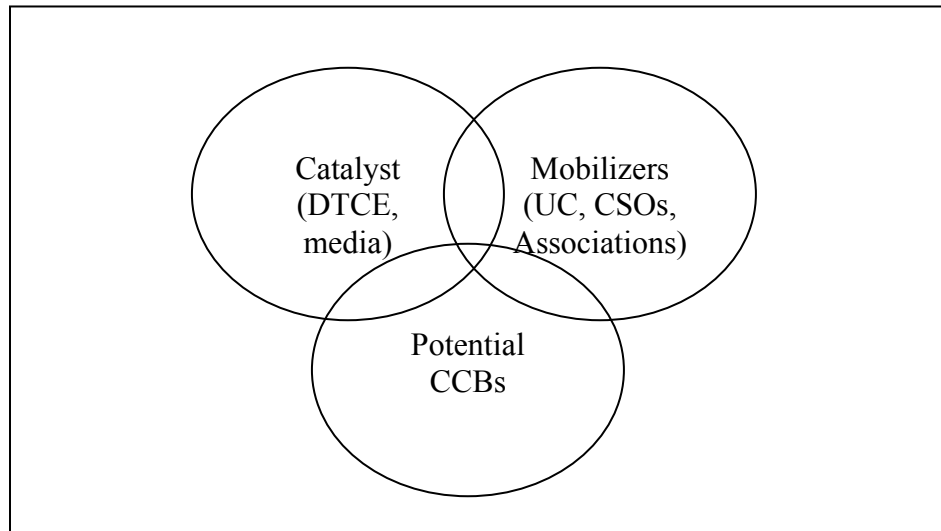 Catalyst
(DTCE,
media)
Mobilizers
(UC, CSOs,
Associations)
Potential
CCBs